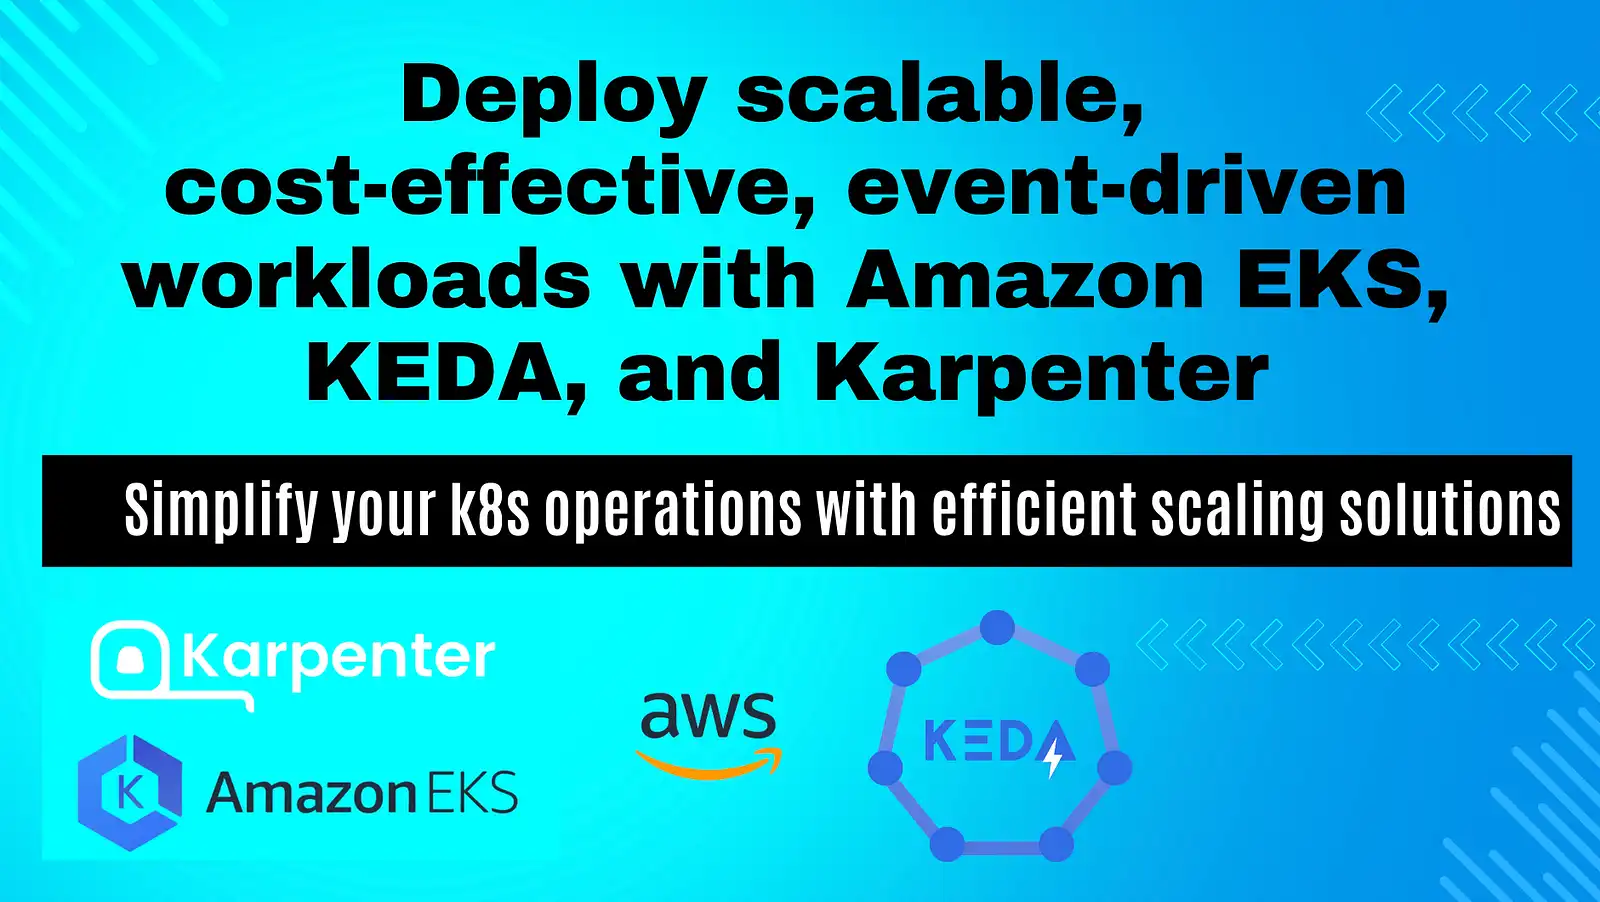 Deploy scalable,
cost-effective, event-driven
workloads with Amazon EKS,
KEDA, and Karpenter
Simplify your k8s operations with efficient scaling solutions
Karpenter
K Amazon EKS
aws
KEDA